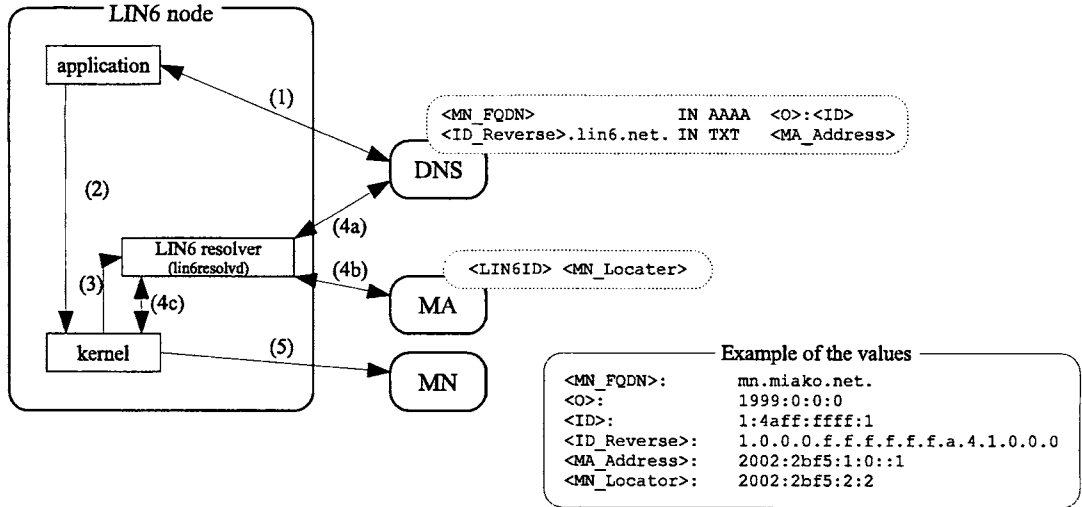 LIN6 node
application
(1)
<MN_FQDN> IN AAAA <O>:<ID>
<ID_Reverse>.lin6.net. IN TXT <MA_Address>
DNS
(2)
(4a)
LIN6 resolver
(lin6resolvd)
(4b)
<LIN6ID> <MN_Locater>
(3)
(4c)
MA
kernel
(5)
MN
Example of the values
<MN_FQDN>: mn.miako.net.
<O>: 1999:0:0:0
<ID>: 1:4aff:ffff:1
<ID_Reverse>: 1.0.0.0.f.f.f.f.f.f.a.4.1.0.0.0
<MA_Address>: 2002:2bf5:1:0::1
<MN_Locator>: 2002:2bf5:2:2